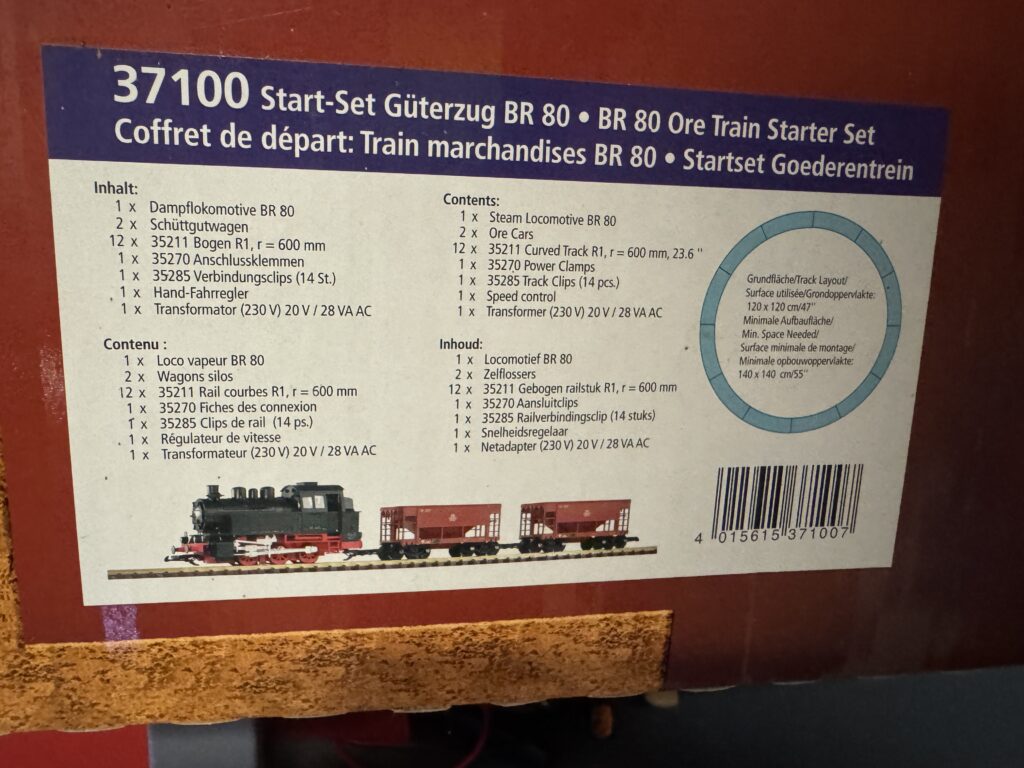 37100 Start-Set Güterzug BR 80 • BR 80 Ore Train Starter Set
Coffret de départ: Train marchandises BR 80 • Startset Goederentrein
Inhalt:
1 x Dampflokomotive BR 80
2 x Schüttgutwagen
12 x 35211 Bogen R1, r = 600 mm
1 x 35270 Anschlussklemmen
1 x 35285 Verbindungsclips (14 St.)
1 x Hand-Fahrregler
1 x Transformator (230 V) 20 V / 28 VA AC
Contents:
1 x Steam Locomotive BR 80
2 x Ore Cars
12 x 35211 Curved Track R1, r = 600 mm, 23.6 "
1 x 35270 Power Clamps
1 x 35285 Track Clips (14 pcs.)
1 x Speed control
1 x Transformer (230 V) 20 V / 28 VA AC
Contenu :
1 x Loco vapeur BR 80
2 x Wagons silos
12 x 35211 Rail courbes R1, r = 600 mm
1 x 35270 Fiches des connexion
1 x 35285 Clips de rail (14 ps.)
1 x Régulateur de vitesse
1 x Transformateur (230 V) 20 V / 28 VA AC
Inhoud:
1 x Locomotief BR 80
2 x Zelflossers
12 x 35211 Gebogen railstuk R1, r = 600 mm
1 x 35270 Aansluitclips
1 x 35285 Railverbindingsclip (14 stuks)
1 x Snelheidsregelaar
1 x Netadapter (230 V) 20 V / 28 VA AC
Grundfläche/Track Layout/
Surface utilisée/Grondoppervlakte:
120 x 120 cm/47"
Minimale Aufbaufläche/
Min. Space Needed/
Surface minimale de montage/
Minimale opbouwoppervlakte:
140 x 140 cm/55"
4 015615 371007